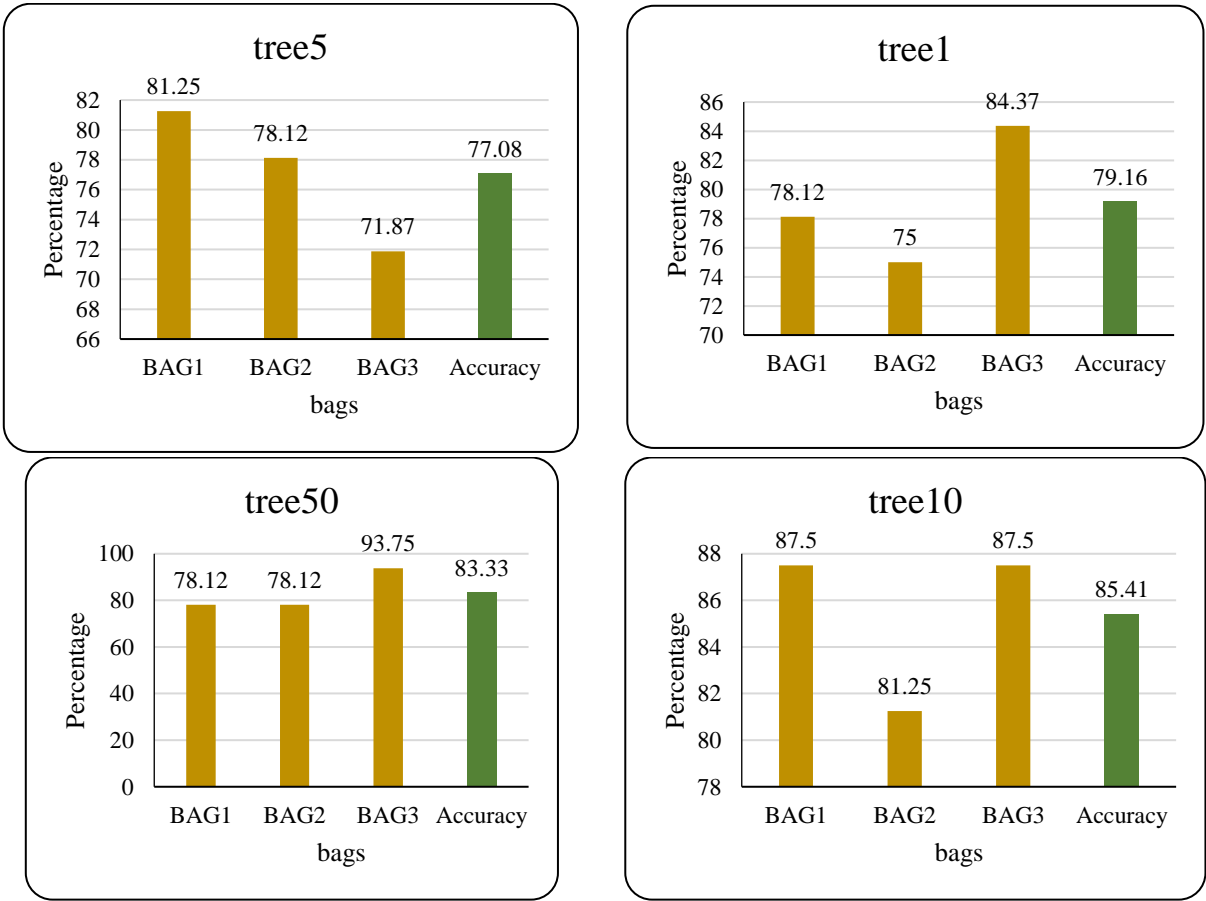 tree5
81.25
78.12
71.87
77.08
82
80
78
76
74
72
70
68
66
Percentage
BAG1 BAG2 BAG3 Accuracy
bags
tree1
78.12
75
84.37
79.16
86
84
82
80
78
76
74
72
70
Percentage
BAG1 BAG2 BAG3 Accuracy
bags
tree50
78.12
78.12
93.75
83.33
100
80
60
40
20
0
Percentage
BAG1 BAG2 BAG3 Accuracy
bags
tree10
87.5
81.25
87.5
85.41
88
86
84
82
80
78
Percentage
BAG1 BAG2 BAG3 Accuracy
bags